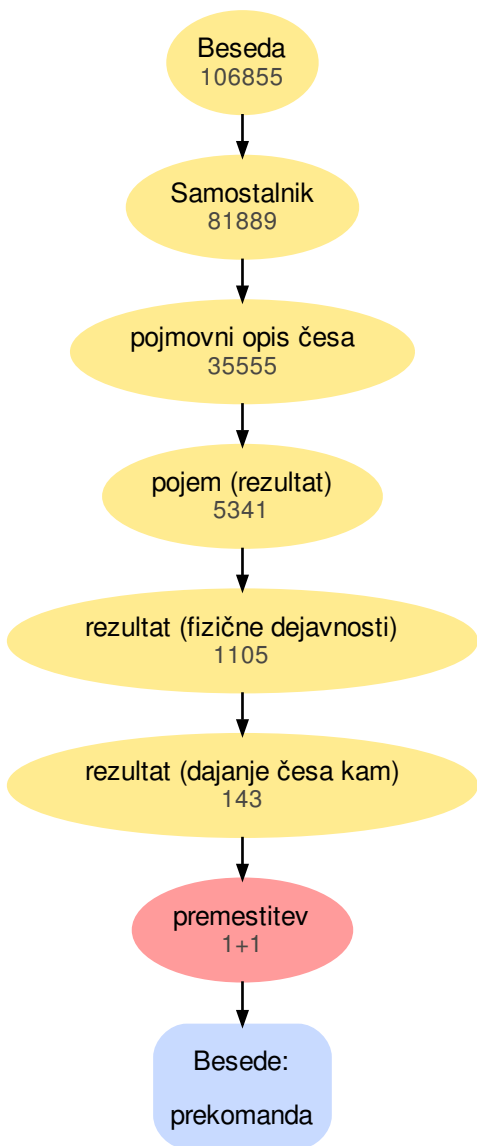 Beseda
106855
Samostalnik
81889
pojmovni opis česa
35555
pojem (rezultat)
5341
rezultat (fizične dejavnosti)
1105
rezultat (dajanje česa kam)
143
premestitev
1+1
Besede:
prekomanda